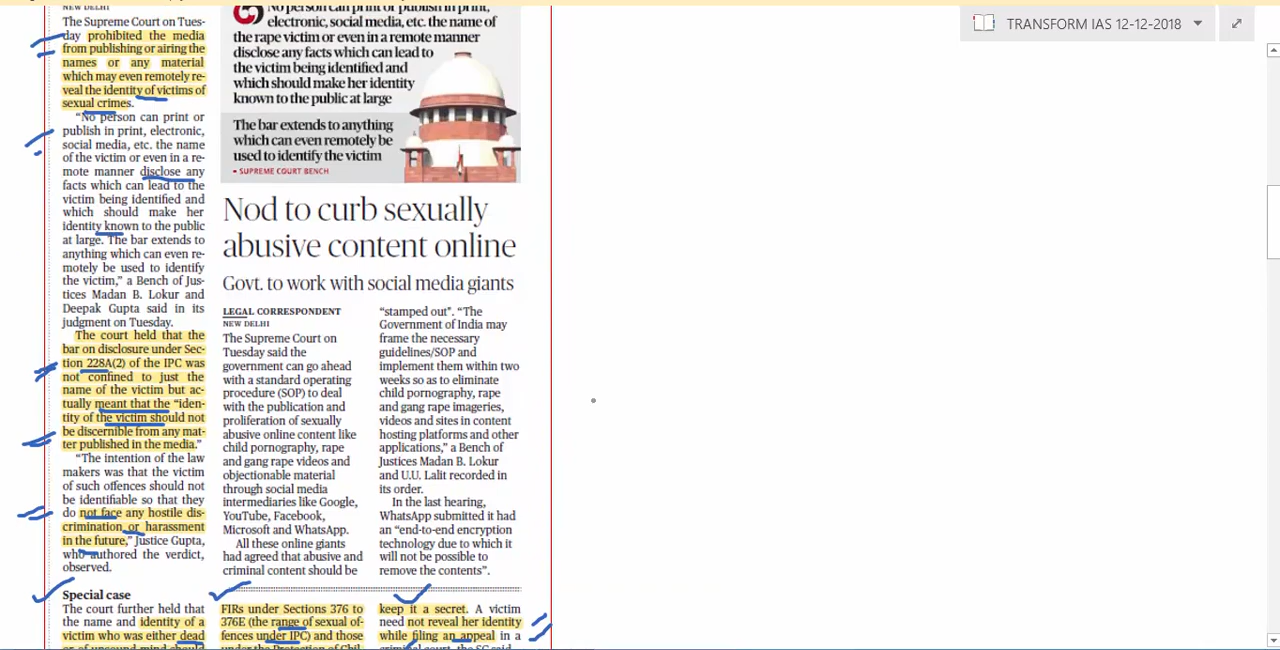 NEW DELHI
The Supreme Court on Tues-
day prohibited the media
from publishing or airing the
names or any material
which may even remotely re-
veal the identity of victims of
sexual crimes.
“No person can print or
publish in print, electronic,
social media, etc. the name
of the victim or even in a re-
mote manner disclose any
facts which can lead to the
victim being identified and
which should make her
identity known to the public
at large. The bar extends to
anything which can even re-
motely be used to identify
the victim,” a Bench of Jus-
tices Madan B. Lokur and
Deepak Gupta said in its
judgment on Tuesday.
The court held that the
bar on disclosure under Sec-
tion 228A(2) of the IPC was
not confined to just the
name of the victim but ac-
tually meant that the “iden-
tity of the victim should not
be discernible from any mat-
ter published in the media.”
“The intention of the law
makers was that the victim
of such offences should not
be identifiable so that they
do not face any hostile dis-
crimination or harassment
in the future,” Justice Gupta,
who authored the verdict,
observed.
Special case
The court further held that
the name and identity of a
victim who was either dead
or of unsound mind should
No person can print or publish in print,
electronic, social media, etc. the name of
the rape victim or even in a remote manner
disclose any facts which can lead to
the victim being identified and
which should make her identity
known to the public at large
The bar extends to anything
which can even remotely be
used to identify the victim
SUPREME COURT BENCH
Nod to curb sexually
abusive content online
Govt. to work with social media giants
LEGAL CORRESPONDENT
NEW DELHI
The Supreme Court on
Tuesday said the
government can go ahead
with a standard operating
procedure (SOP) to deal
with the publication and
proliferation of sexually
abusive online content like
child pornography, rape
and gang rape videos and
objectionable material
through social media
intermediaries like Google,
YouTube, Facebook,
Microsoft and WhatsApp.
All these online giants
had agreed that abusive and
criminal content should be
“stamped out”. “The
Government of India may
frame the necessary
guidelines/SOP and
implement them within two
weeks so as to eliminate
child pornography, rape
and gang rape imageries,
videos and sites in content
hosting platforms and other
applications,” a Bench of
Justices Madan B. Lokur
and U.U. Lalit recorded in
its order.
In the last hearing,
WhatsApp submitted it had
an “end-to-end encryption
technology due to which it
will not be possible to
remove the contents”.
FIRs under Sections 376 to
376E (the range of sexual of-
fences under IPC) and those
under the Protection of Chil-
keep it a secret. A victim
need not reveal her identity
while filing an appeal in a
criminal court, the SC said
TRANSFORM IAS 12-12-2018